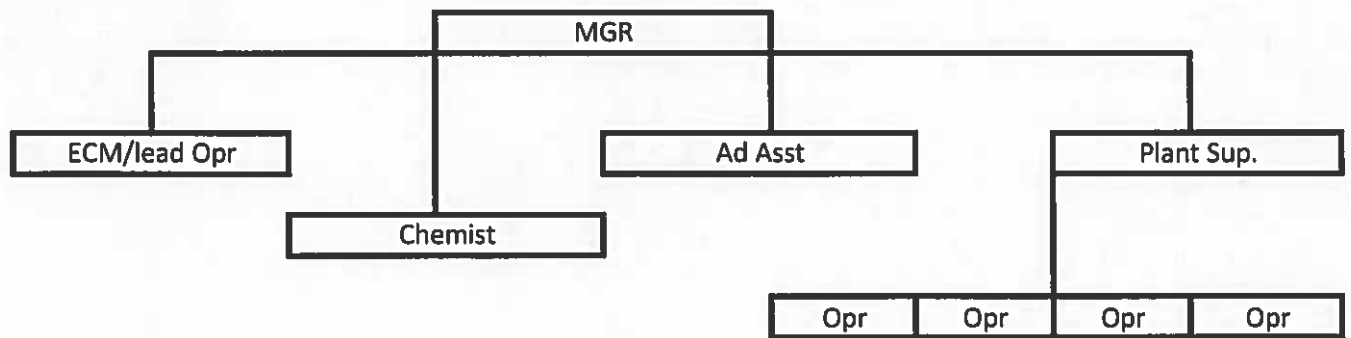 MGR
ECM/lead Opr
Ad Asst
Plant Sup.
Chemist
Opr Opr Opr Opr